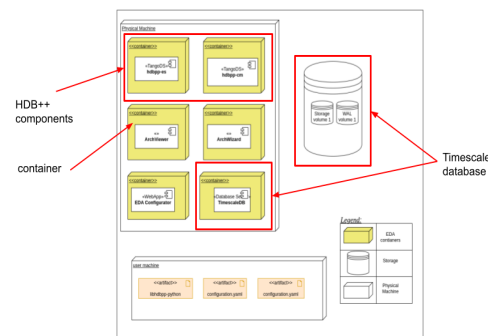 Physical Machine
<<container>>
«TangoDS»
hdbpp-es
<<container>>
«TangoDS»
hdbpp-cm
<<container>>
«»
ArchViewer
<<container>>
«»
ArchWizard
<<container>>
«WebApp»
EDA Configurator
<<container>>
TimescaleDB
HDB++
components
container
Storage
volume 1
WAL
volume 1
Timescale
database
Legend:
EDA
containers
Storage
Physical
Machine
user machine
<<artifact>>
libhdbpp-python
<<artifact>>
configuration.yaml
<<artifact>>
configuration.yaml